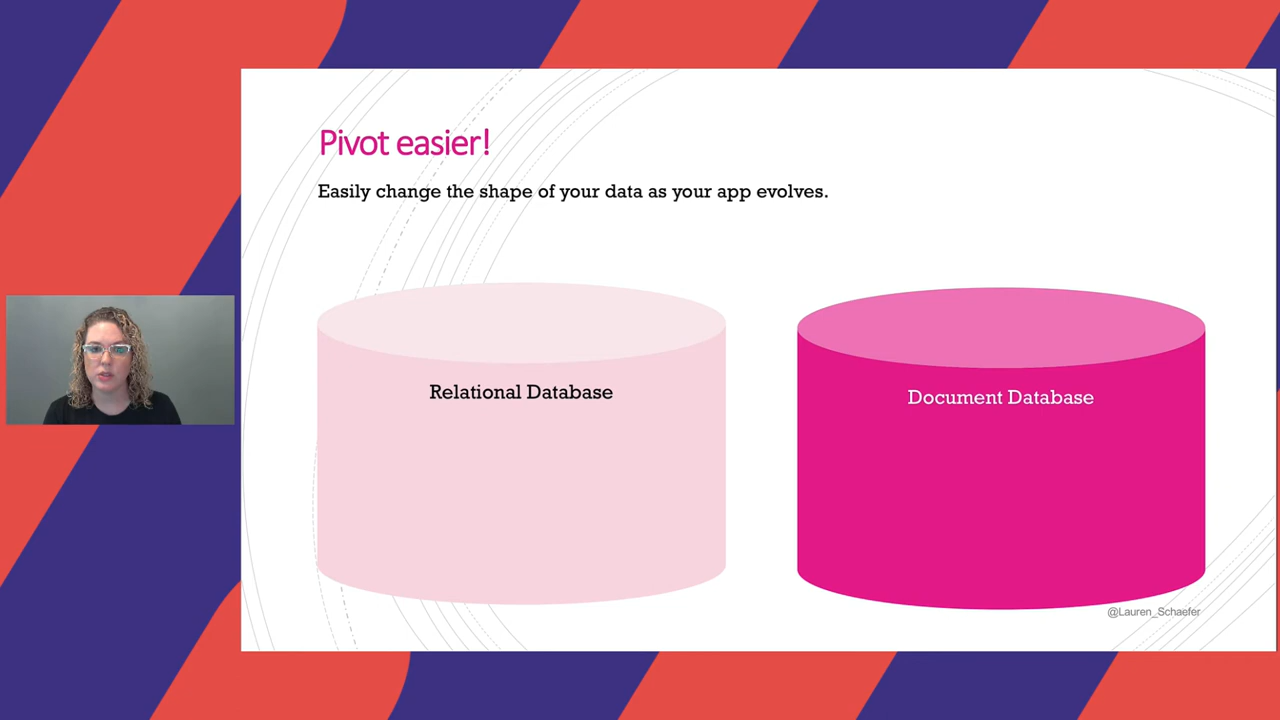 Pivot easier!
Easily change the shape of your data as your app evolves.
Relational Database
Document Database
@Lauren_Schaefer